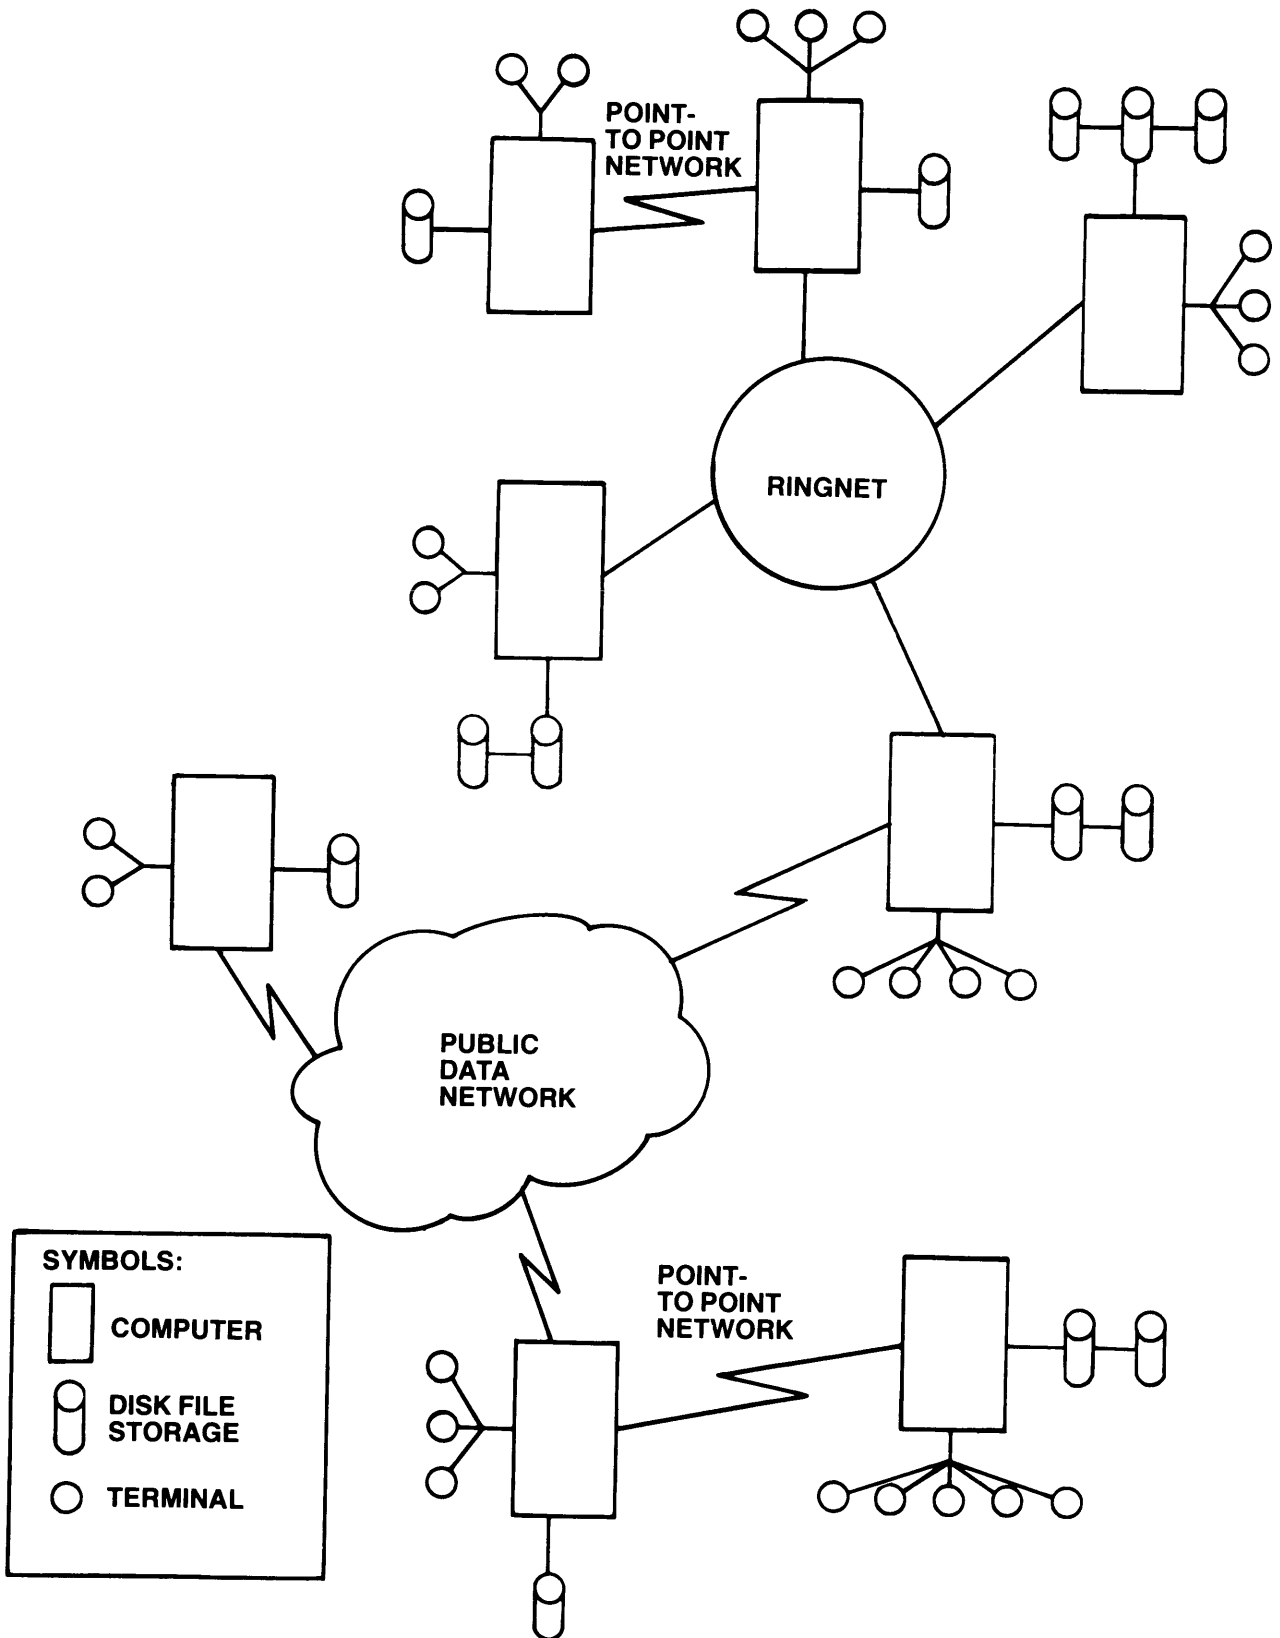 POINT-
TO POINT
NETWORK
RINGNET
PUBLIC
DATA
NETWORK
SYMBOLS:
COMPUTER
DISK FILE
STORAGE
TERMINAL
POINT-
TO POINT
NETWORK